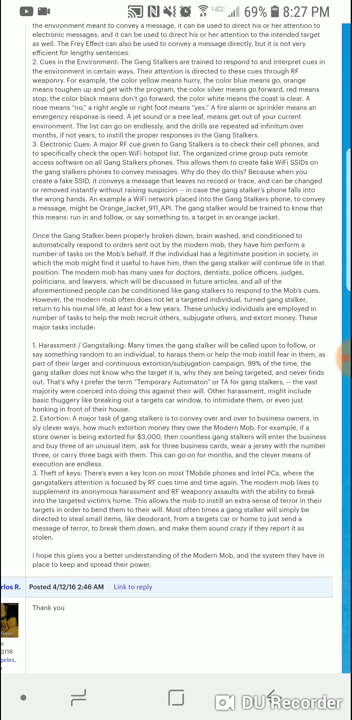 69% 8:27 PM
the environment meant to convey a message, it can be used to direct his or her attention to
electronic messages, and it can be used to direct his or her attention to the intended target
as well. The Frey Effect can also be used to convey a message directly, but it is not very
efficient for lengthy sentences.
2. Cues in the Environment: The Gang Stalkers are trained to respond and to interpret cues
in the environment in certain ways. Their attention is directed to these cues through RF
weaponry. For example, the color yellow means hurry, the color blue means go, orange
means toughen up and get with the program, the color silver means go forward, red means
stop, the color black means don't go forward, the color white means the coast is clear. A
nose means "no," a right angle or right foot means "yes." A fire alarm or sprinkler means an
emergency response is need. A jet sound or a tree leaf, means get out of your current
environment. The list can go on endlessly, and the drills are repeated ad infinitum over
months, if not years, to instill the proper responses in the Gang Stalkers.
3. Electronic Cues: A major RF cue given to Gang Stalkers is to check their cell phones, and
to specifically check the open WiFi hotspot list. The organized crime group puts remote
access software on all Gang Stalkers phones. This allows them to create fake WiFi SSIDs on
the gang stalkers phones to convey messages. Why do they do this? Because when you
create a fake SSID, it conveys a message that leaves no record or trace, and can be changed
or removed instantly without raising suspicion -- in case the gang stalker's phone falls into
the wrong hands. An example a WiFi network placed into the Gang Stalkers phone, to convey
a message, might be Orange_Jacket_911_API. The gang stalker would be trained to know that
this means: run in and follow, or say something to, a target in an orange jacket.
Once the Gang Stalker been properly broken down, brain washed, and conditioned to
automatically respond to orders sent out by the modern mob, they have him perform a
number of tasks on the Mob's behalf. If the individual has a legitimate position in society, in
which the mob might find it useful to have him, then the gang stalker will continue life in that
position. The modern mob has many uses for doctors, dentists, police officers, judges,
politicians, and lawyers, which will be discussed in future articles, and all of the
aforementioned people can be conditioned like gang stalkers to respond to the Mob's cues.
However, the modern mob often does not let a targeted individual, turned gang stalker,
return to his normal life, at least for a few years. These unlucky individuals are employed in
number of tasks to help the mob recruit others, subjugate others, and extort money. These
major tasks include:
1. Harassment / Gangstalking: Many times the gang stalker will be called upon to follow, or
say something random to an individual, to harass them or help the mob instill fear in them, as
part of their larger and continuous extortion/subjugation campaign. 99% of the time, the
gang stalker does not know who the target it is, why they are being targeted, and never finds
out. That's why I prefer the term "Temporary Automaton" or TA for gang stalkers, -- the vast
majority were coerced into doing this against their will. Other harassment, might include
basic thuggery like breaking out a targets car window, to intimidate them, or even just
honking in front of their house.
2. Extortion: A major task of gang stalkers is to convey over and over to business owners, in
sly clever ways, how much extortion money they owe the Modern Mob. For example, if a
store owner is being extorted for $3,000, then countless gang stalkers will enter the business
and buy three of an unusual item, ask for three business cards, wear a jersey with the number
three, or carry three bags with them. This can go on for months, and the clever means of
execution are endless.
3. Theft of keys: There's even a key Icon on most TMobile phones and Intel PCs, where the
gangstalkers attention is focused by RF cues time and time again. The modern mob likes to
supplement its anonymous harassment and RF weaponry assaults with the ability to break
into the targeted victim's home. This allows the mob to instill an extra sense of terror in their
targets in order to bend them to their will. Most often times a gang stalker will simply be
directed to steal small items, like deodorant, from a targets car or home to just send a
message of terror, to break them down, and make them sound crazy if they report it as
stolen.
I hope this gives you a better understanding of the Modern Mob, and the system they have in
place to keep and spread their power.
rlos R. Posted 4/12/16 2:46 AM Link to reply
Thank you
3118
geles,
DU Recorder